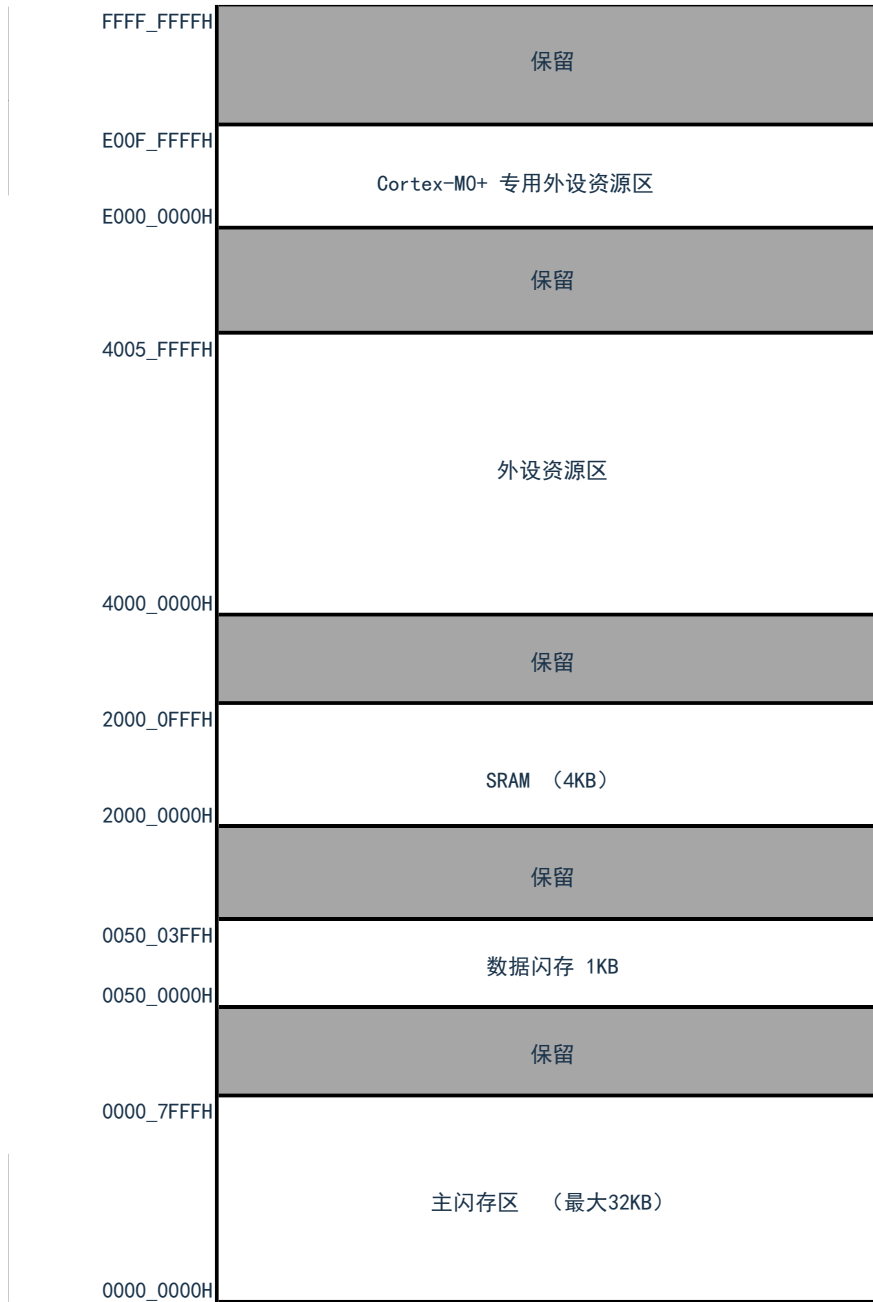 FFFF_FFFFH
保留
E00F_FFFFH
Cortex-M0+ 专用外设资源区
E000_0000H
保留
4005_FFFFH
外设资源区
4000_0000H
保留
2000_0FFFH
SRAM （4KB）
2000_0000H
保留
0050_03FFH
数据闪存 1KB
0050_0000H
保留
0000_7FFFH
主闪存区 （最大32KB）
0000_0000H